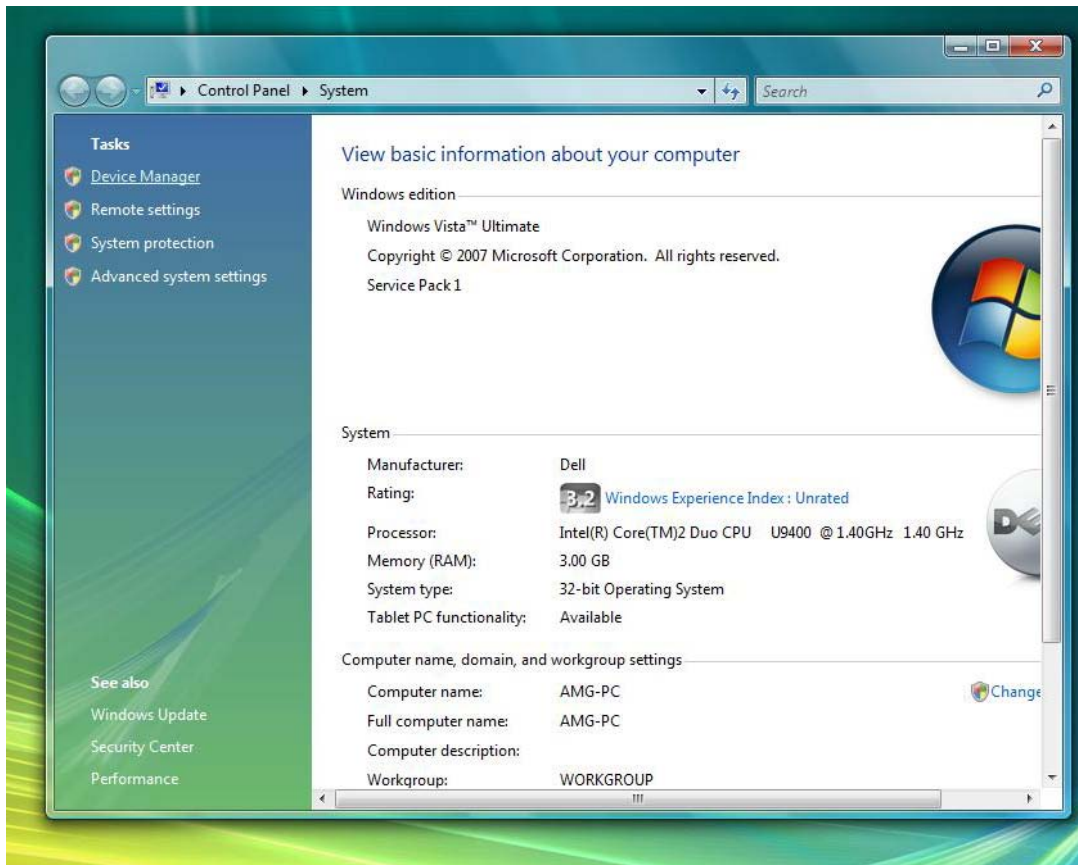 Control Panel ▸ System
Search
Tasks
Device Manager
Remote settings
System protection
Advanced system settings
See also
Windows Update
Security Center
Performance
View basic information about your computer
Windows edition
Windows Vista™ Ultimate
Copyright © 2007 Microsoft Corporation. All rights reserved.
Service Pack 1
System
Manufacturer: Dell
Rating: 3.2 Windows Experience Index : Unrated
Processor: Intel(R) Core(TM)2 Duo CPU U9400 @ 1.40GHz 1.40 GHz
Memory (RAM): 3.00 GB
System type: 32-bit Operating System
Tablet PC functionality: Available
Computer name, domain, and workgroup settings
Computer name: AMG-PC
Change
Full computer name: AMG-PC
Computer description:
Workgroup: WORKGROUP